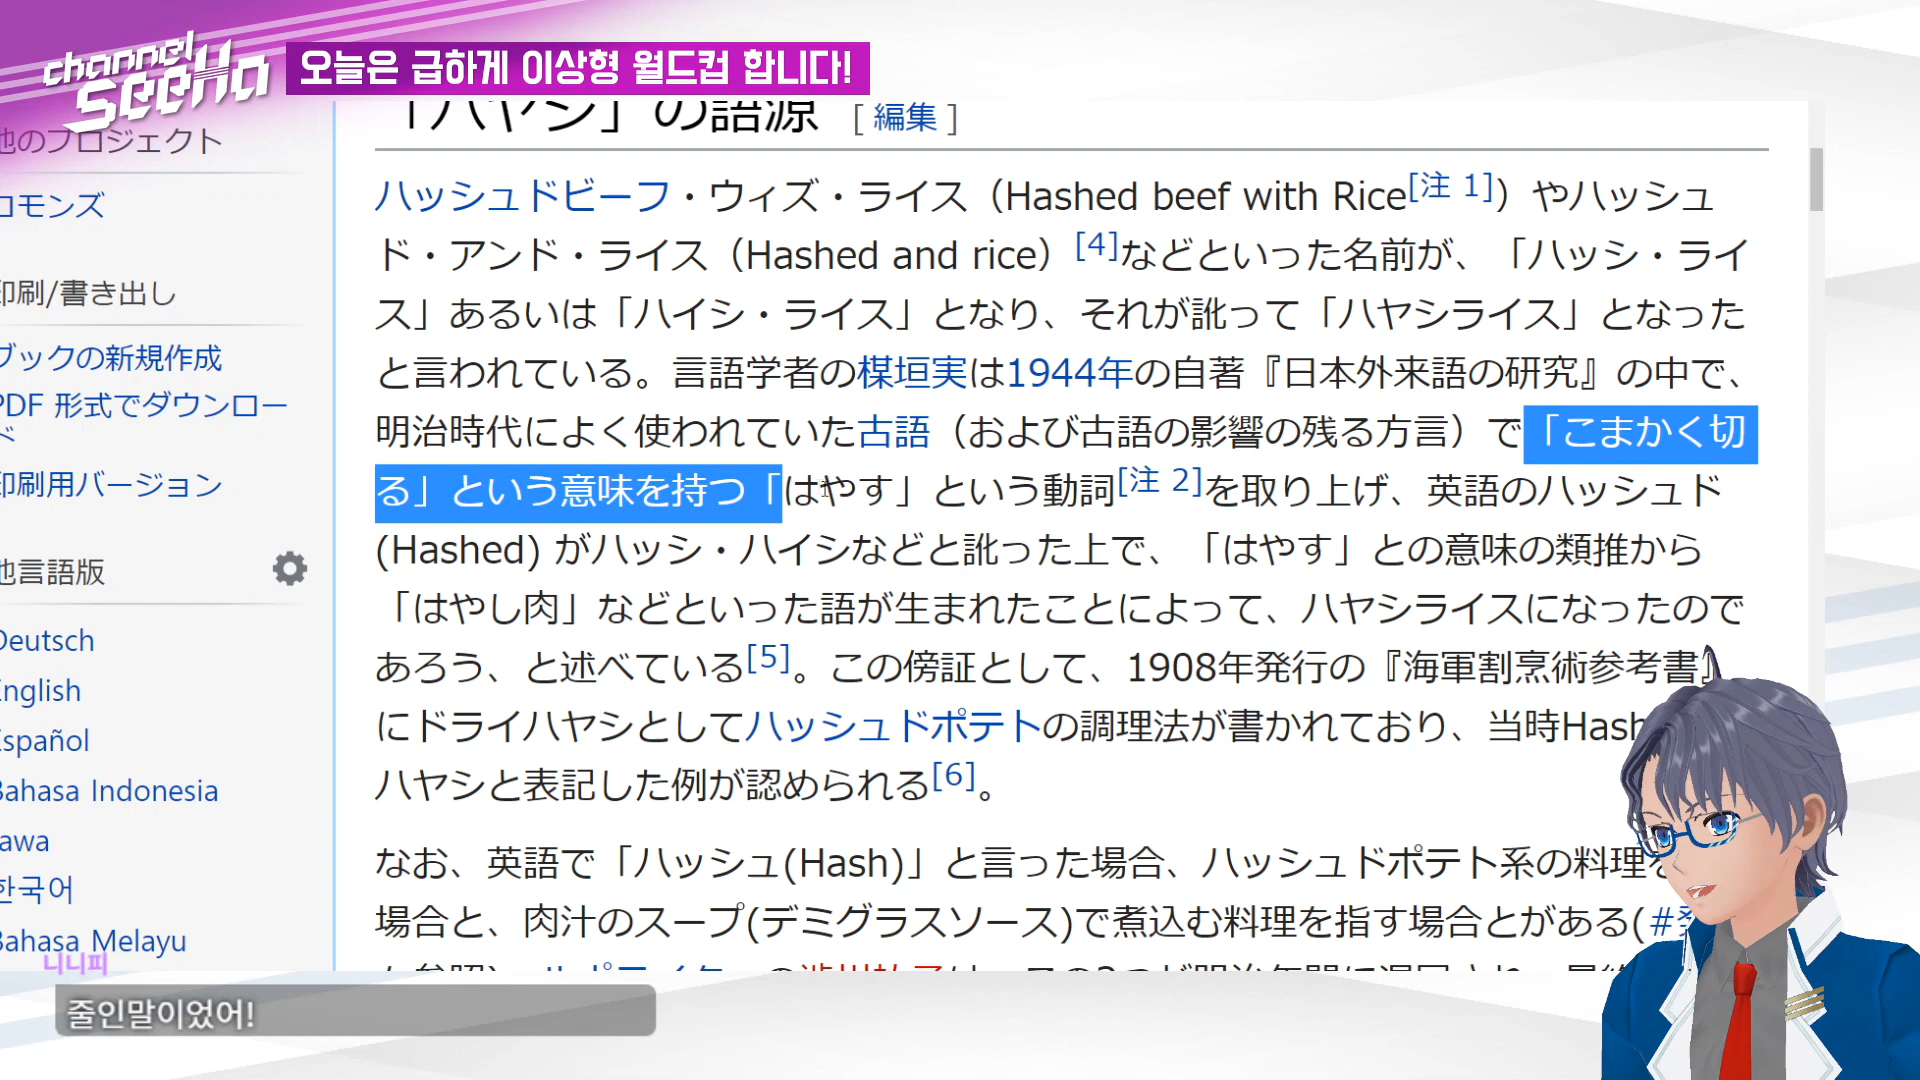 channel
seeHa
오늘은 급하게 이상형 월드컵 합니다!
「ハヤシ」の語源 [ 編集 ]
他のプロジェクト
コモンズ
印刷/書き出し
ブックの新規作成
PDF 形式でダウンロー
ド
印刷用バージョン
他言語版
Deutsch
English
Español
Bahasa Indonesia
Jawa
한국어
Bahasa Melayu
ハッシュドビーフ・ウィズ・ライス（Hashed beef with Rice[注 1]）やハッシュ
ド・アンド・ライス（Hashed and rice）[4]などといった名前が、「ハッシ・ライ
ス」あるいは「ハイシ・ライス」となり、それが訛って「ハヤシライス」となった
と言われている。言語学者の楳垣実は1944年の自著『日本外来語の研究』の中で、
明治時代によく使われていた古語（および古語の影響の残る方言）で「こまかく切
る」という意味を持つ「はやす」という動詞[注 2]を取り上げ、英語のハッシュド
(Hashed) がハッシ・ハイシなどと訛った上で、「はやす」との意味の類推から
「はやし肉」などといった語が生まれたことによって、ハヤシライスになったので
あろう、と述べている[5]。この傍証として、1908年発行の『海軍割烹術参考書』
にドライハヤシとしてハッシュドポテトの調理法が書かれており、当時Hash
ハヤシと表記した例が認められる[6]。
なお、英語で「ハッシュ(Hash)」と言った場合、ハッシュドポテト系の料理を
場合と、肉汁のスープ(デミグラスソース)で煮込む料理を指す場合とがある(#
니니피
줄인말이었어!